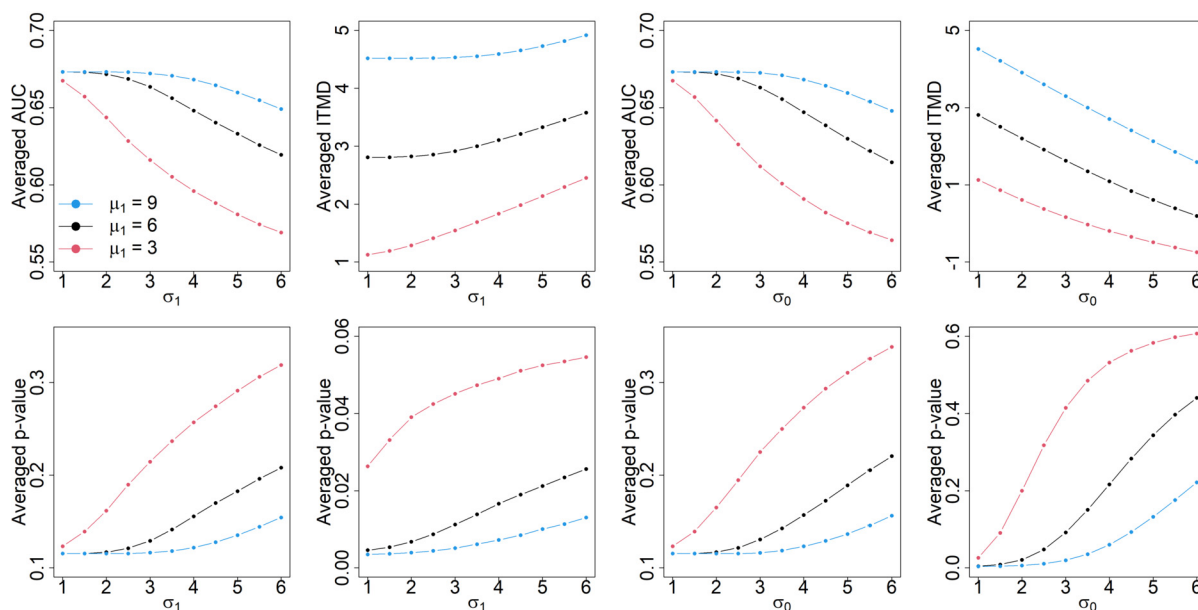 Averaged AUC
0.55 0.60 0.65 0.70
μ1 = 9
μ1 = 6
μ1 = 3
1 2 3 4 5 6
σ1
Averaged ITMD
1 2 3 4 5
1 2 3 4 5 6
σ1
Averaged AUC
0.55 0.60 0.65 0.70
1 2 3 4 5 6
σ0
Averaged ITMD
-1 1 3 5
1 2 3 4 5 6
σ0
Averaged p-value
0.1 0.2 0.3
1 2 3 4 5 6
σ1
Averaged p-value
0.00 0.02 0.04 0.06
1 2 3 4 5 6
σ1
Averaged p-value
0.1 0.2 0.3
1 2 3 4 5 6
σ0
Averaged p-value
0.0 0.2 0.4 0.6
1 2 3 4 5 6
σ0